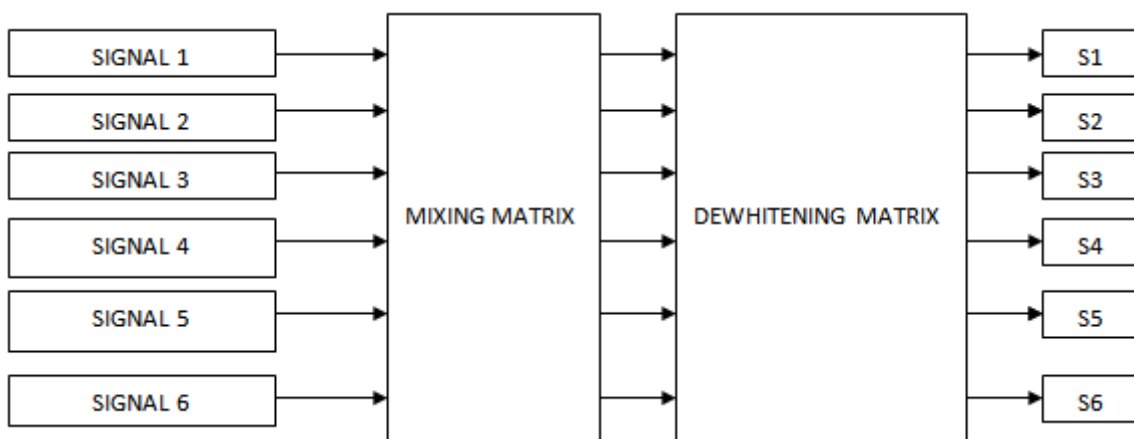 SIGNAL 1
SIGNAL 2
SIGNAL 3
SIGNAL 4
SIGNAL 5
SIGNAL 6
MIXING MATRIX
DEWHITENING MATRIX
S1
S2
S3
S4
S5
S6